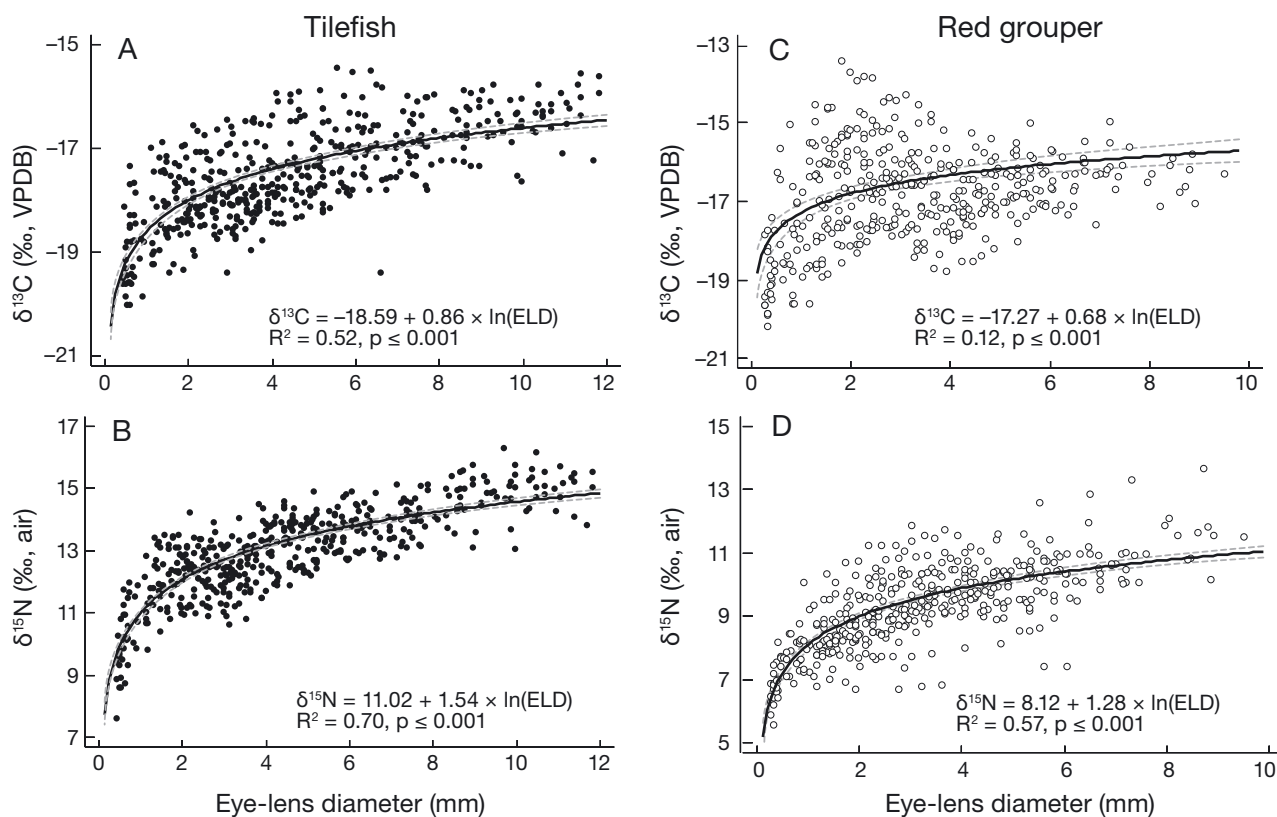 Tilefish
Red grouper
A
–15
–17
–19
–21
δ¹³C (‰, VPDB)
δ¹³C = –18.59 + 0.86 × ln(ELD)
R² = 0.52, p ≤ 0.001
0 2 4 6 8 10 12
C
–13
–15
–17
–19
–21
δ¹³C (‰, VPDB)
δ¹³C = –17.27 + 0.68 × ln(ELD)
R² = 0.12, p ≤ 0.001
0 2 4 6 8 10
B
17
15
13
11
9
7
δ¹⁵N (‰, air)
δ¹⁵N = 11.02 + 1.54 × ln(ELD)
R² = 0.70, p ≤ 0.001
0 2 4 6 8 10 12
Eye-lens diameter (mm)
D
15
13
11
9
7
5
δ¹⁵N (‰, air)
δ¹⁵N = 8.12 + 1.28 × ln(ELD)
R² = 0.57, p ≤ 0.001
0 2 4 6 8 10
Eye-lens diameter (mm)